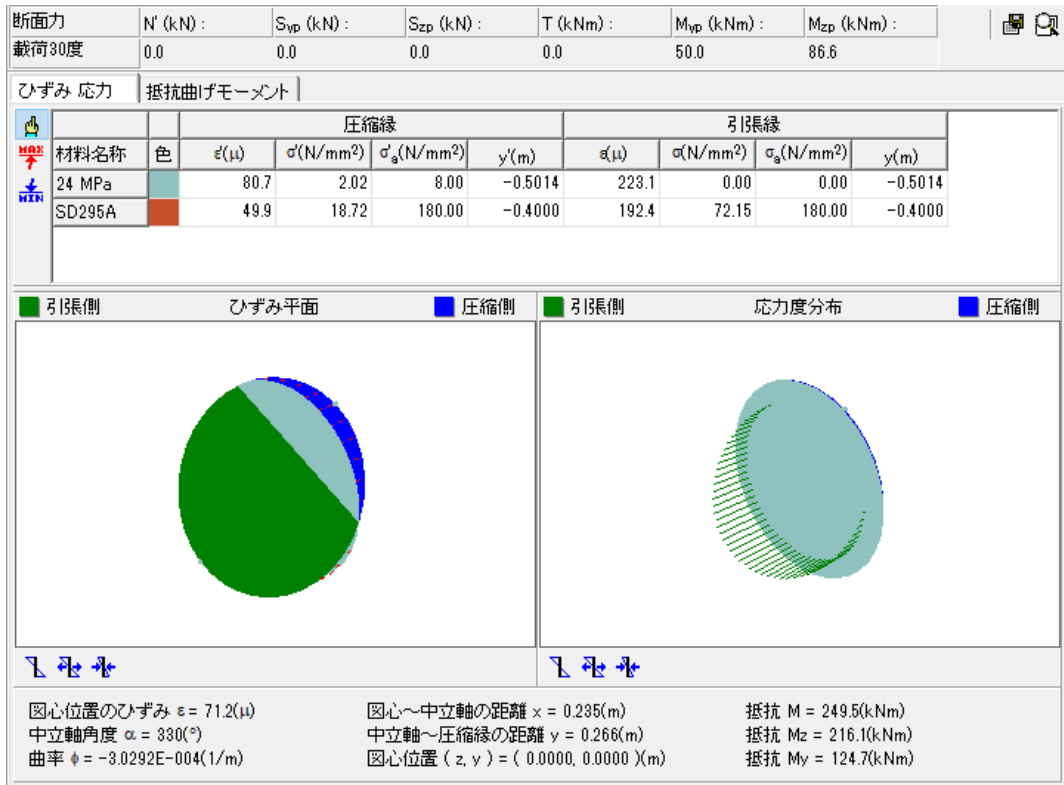 断面力 N' (kN) : Syp (kN) : Szp (kN) : T (kNm) : Myp (kNm) : Mzp (kNm) :
載荷30度 0.0 0.0 0.0 0.0 50.0 86.6
ひずみ 応力 抵抗曲げモーメント
圧縮縁 引張縁
MAX 材料名称 色 ε'(μ) σ'(N/mm²) σ'a(N/mm²) y'(m) ε(μ) σ(N/mm²) σa(N/mm²) y(m)
MIN 24 MPa 80.7 2.02 8.00 -0.5014 223.1 0.00 0.00 -0.5014
SD295A 49.9 18.72 180.00 -0.4000 192.4 72.15 180.00 -0.4000
引張側 ひずみ平面 圧縮側 引張側 応力度分布 圧縮側
図心位置のひずみ ε = 71.2(μ) 図心～中立軸の距離 x = 0.235(m) 抵抗 M = 249.5(kNm)
中立軸角度 α = 330(°) 中立軸～圧縮縁の距離 y = 0.266(m) 抵抗 Mz = 216.1(kNm)
曲率 φ = -3.0292E-004(1/m) 図心位置 ( z, y ) = ( 0.0000, 0.0000 )(m) 抵抗 My = 124.7(kNm)